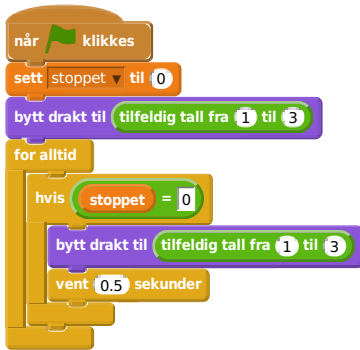 når klikkes
sett stoppet til 0
bytt drakt til tilfeldig tall fra 1 til 3
for alltid
hvis stoppet = 0
bytt drakt til tilfeldig tall fra 1 til 3
vent 0.5 sekunder